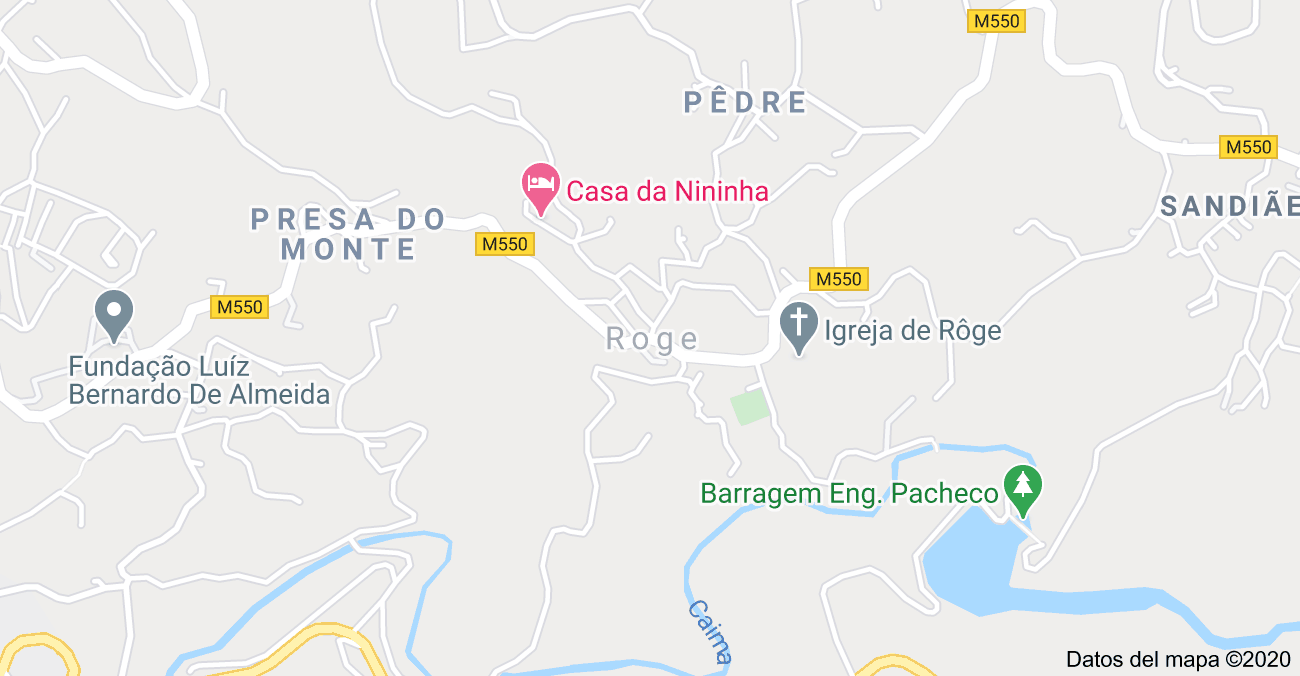 M550
PÊDRE
M550
Casa da Nininha
SANDIÃE
PRESA DO
MONTE
M550
M550
M550
Igreja de Rôge
Roge
Fundação Luíz
Bernardo De Almeida
Barragem Eng. Pacheco
Caima
Datos del mapa ©2020